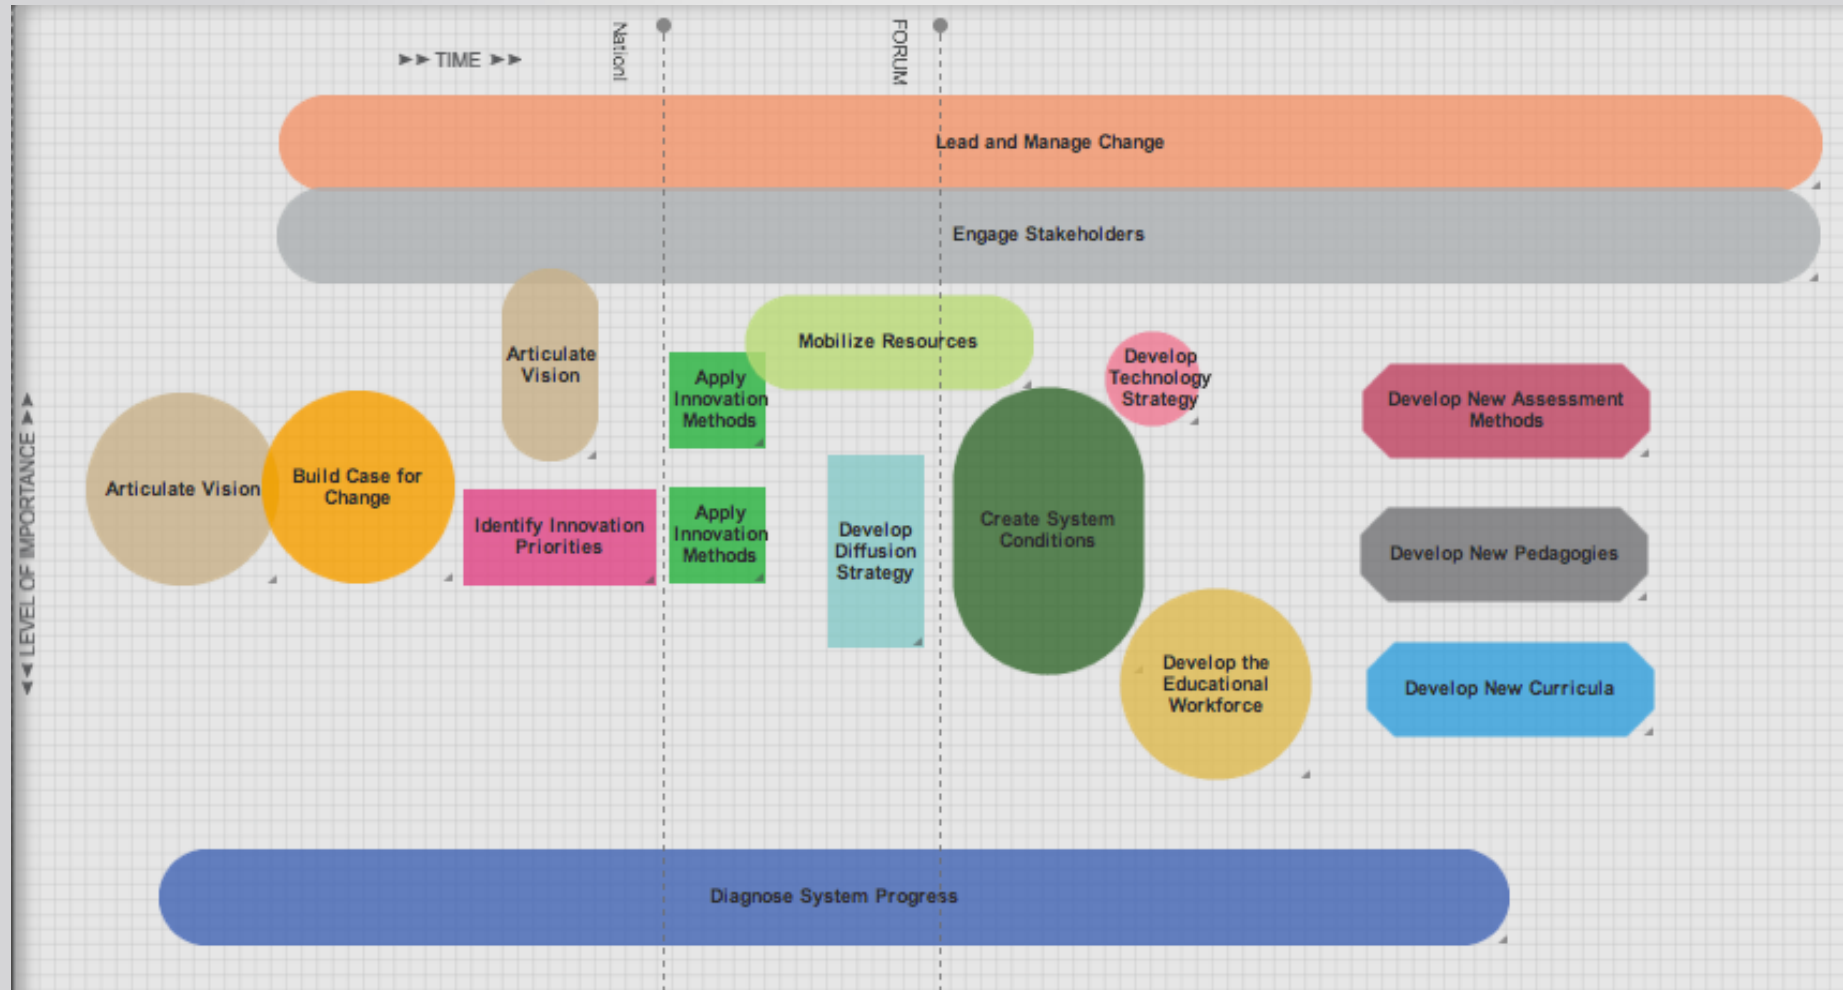 ►► TIME ►►
Nationl
FORUM
Lead and Manage Change
Engage Stakeholders
Mobilize Resources
Articulate
Vision
Apply
Innovation
Methods
Develop
Technology
Strategy
Develop New Assessment
Methods
◄◄ LEVEL OF IMPORTANCE ►►
Articulate Vision
Build Case for
Change
Identify Innovation
Priorities
Apply
Innovation
Methods
Develop
Diffusion
Strategy
Create System
Conditions
Develop New Pedagogies
Develop the
Educational
Workforce
Develop New Curricula
Diagnose System Progress